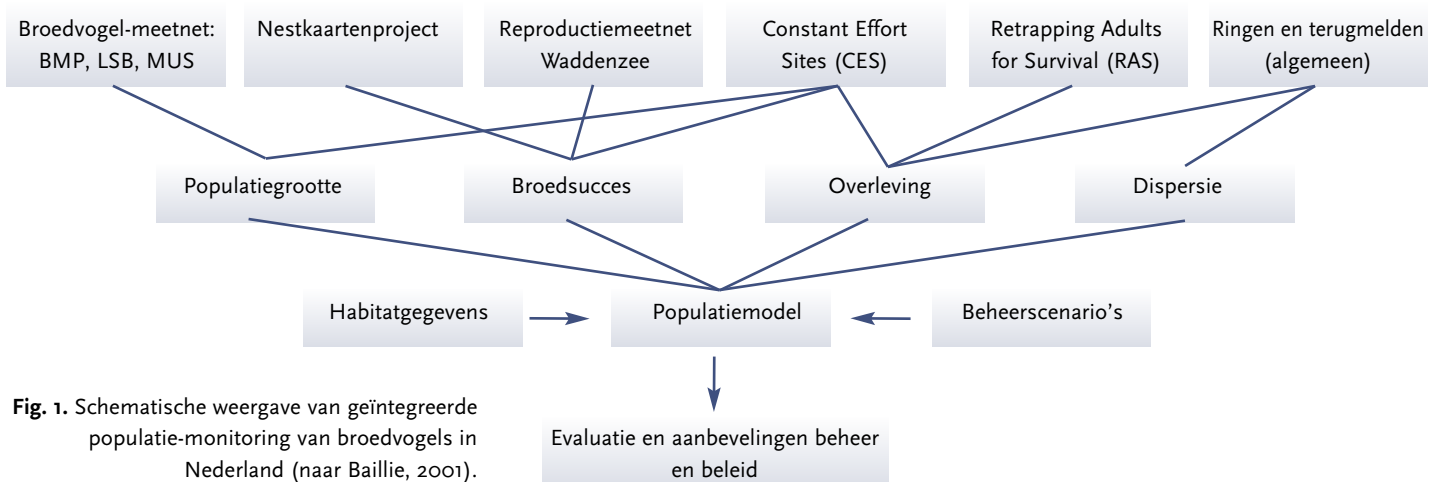 Broedvogel-meetnet:
BMP, LSB, MUS
Nestkaartenproject
Reproductiemeetnet
Waddenzee
Constant Effort
Sites (CES)
Retrapping Adults
for Survival (RAS)
Ringen en terugmelden
(algemeen)
Populatiegrootte
Broedsucces
Overleving
Dispersie
Habitatgegevens
Populatiemodel
Beheerscenario's
Fig. 1. Schematische weergave van geïntegreerde
populatie-monitoring van broedvogels in
Nederland (naar Baillie, 2001).
Evaluatie en aanbevelingen beheer
en beleid